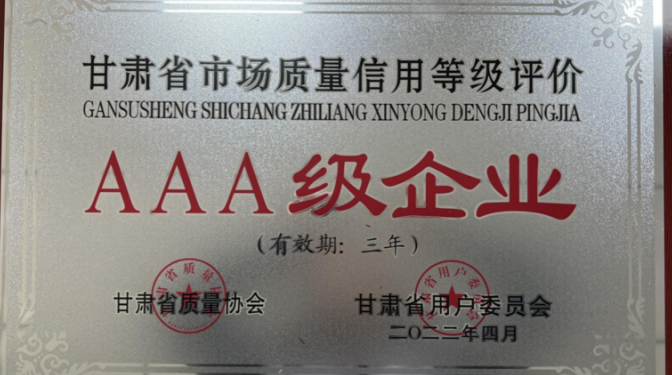 甘肃省市场质量信用等级评价
GANSUSHENG SHICHANG ZHILIANG XINYONG DENGJI PINGJIA
AAA级企业
（有效期：三年）
甘肃省质量协会 甘肃省用户委员会
二〇二二年四月